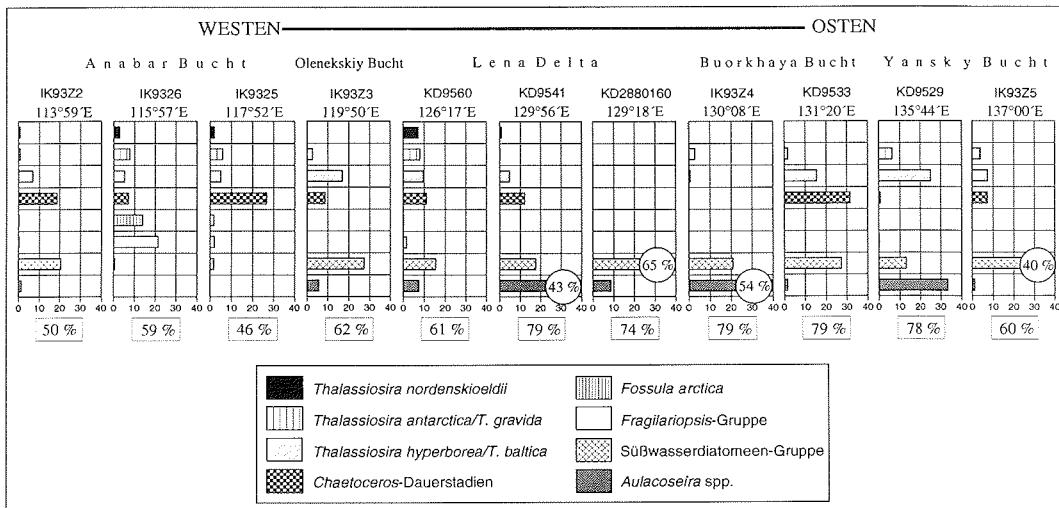 WESTEN OSTEN
Anabar Bucht Olenekskiy Bucht Lena Delta Buorkhaya Bucht Yansky Bucht
IK93Z2 IK9326 IK9325 IK93Z3 KD9560 KD9541 KD2880160 IK93Z4 KD9533 KD9529 IK93Z5
113°59´E 115°57´E 117°52´E 119°50´E 126°17´E 129°56´E 129°18´E 130°08´E 131°20´E 135°44´E 137°00´E
65 % 40 %
43 % 54 %
0 10 20 30 40 0 10 20 30 40 0 10 20 30 40 0 10 20 30 40 0 10 20 30 40 0 10 20 30 40 0 10 20 30 40 0 10 20 30 40 0 10 20 30 40 0 10 20 30 40 0 10 20 30 40
50 % 59 % 46 % 62 % 61 % 79 % 74 % 79 % 79 % 78 % 60 %
Thalassiosira nordenskioeldii
Thalassiosira antarctica/T. gravida
Thalassiosira hyperborea/T. baltica
Chaetoceros-Dauerstadien
Fossula arctica
Fragilariopsis-Gruppe
Süßwasserdiatomeen-Gruppe
Aulacoseira spp.